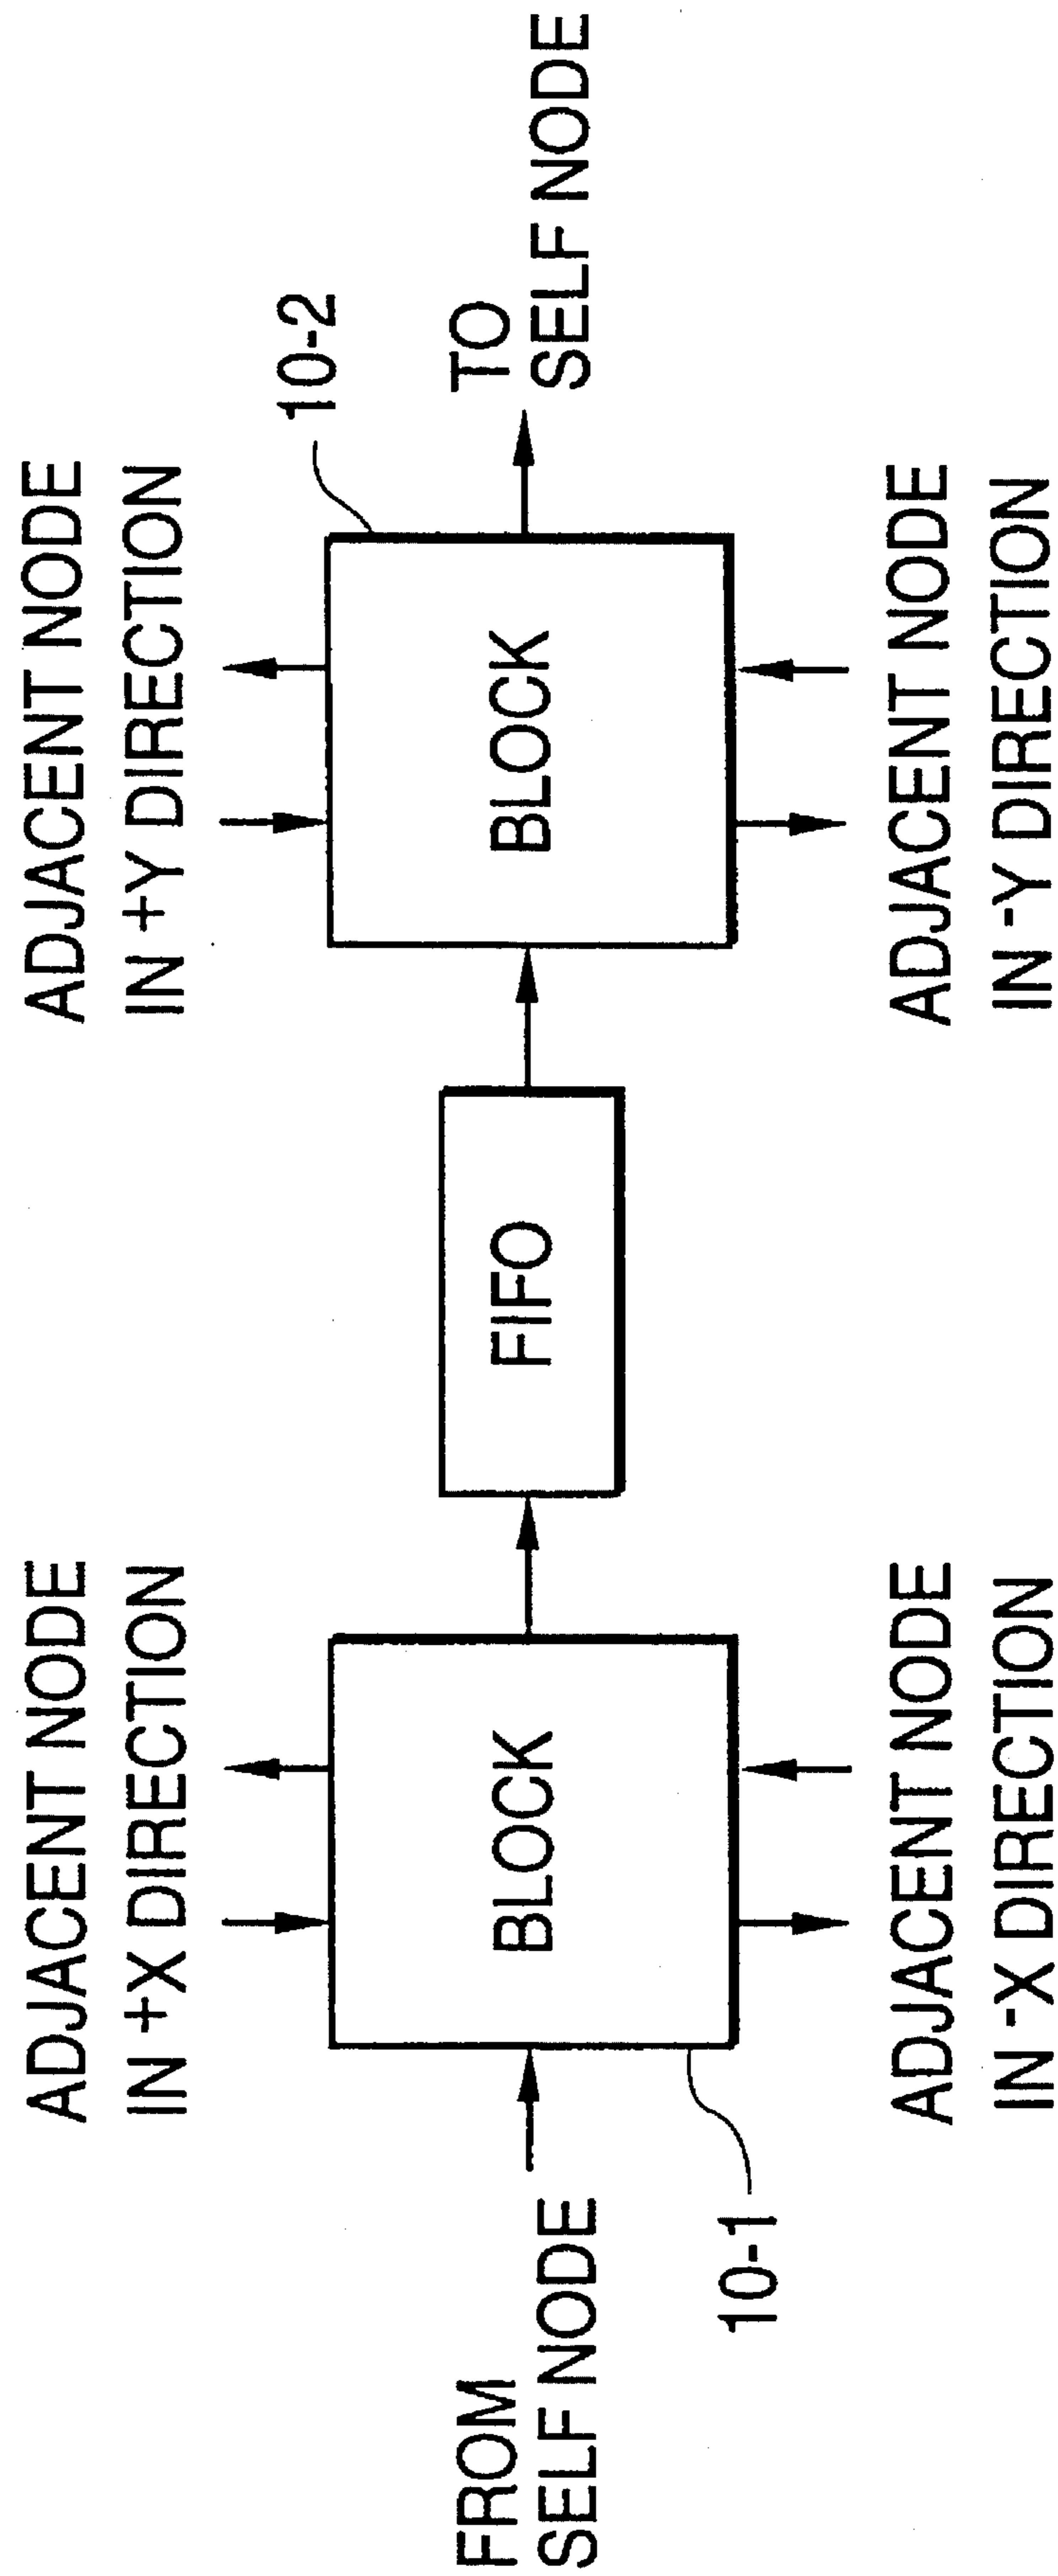 ADJACENT NODE
IN +X DIRECTION
ADJACENT NODE
IN +Y DIRECTION
10-2
FROM
SELF NODE
BLOCK
FIFO
BLOCK
TO
SELF NODE
10-1
ADJACENT NODE
IN -X DIRECTION
ADJACENT NODE
IN -Y DIRECTION